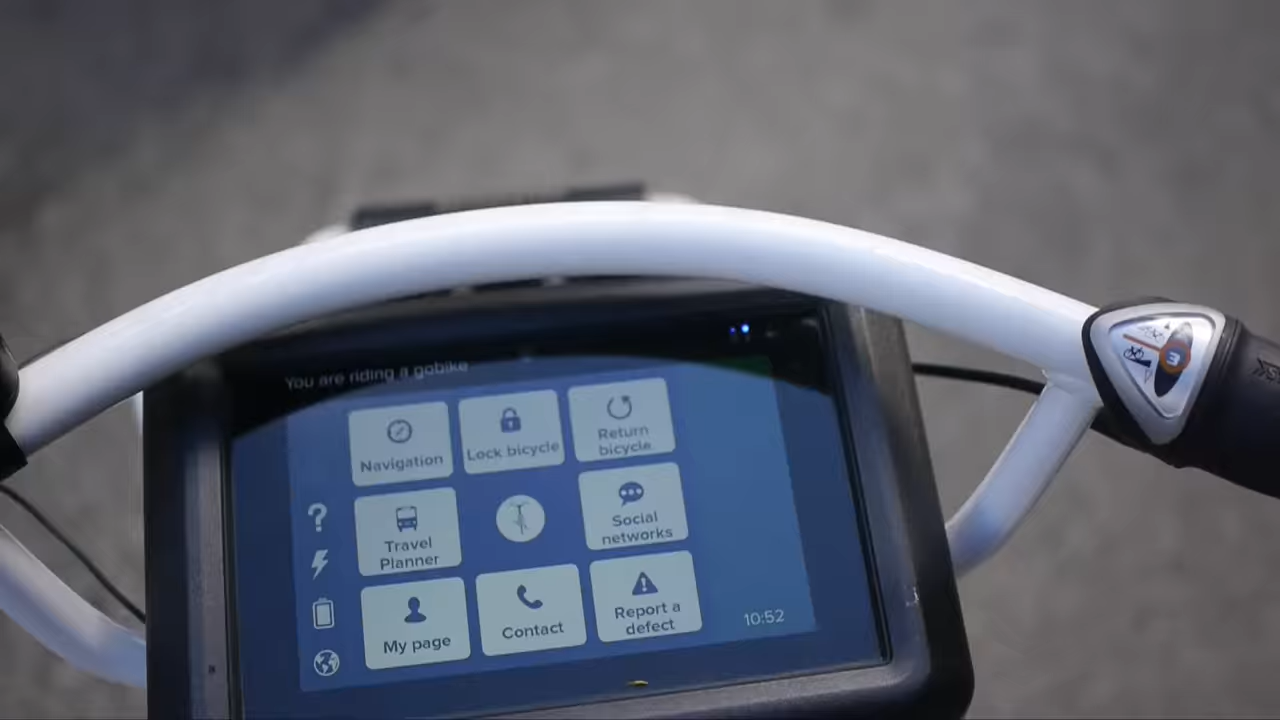 You are riding a gobike
Navigation
Lock bicycle
Return
bicycle
Travel
Planner
Social
networks
My page
Contact
Report a
defect
10:52
3